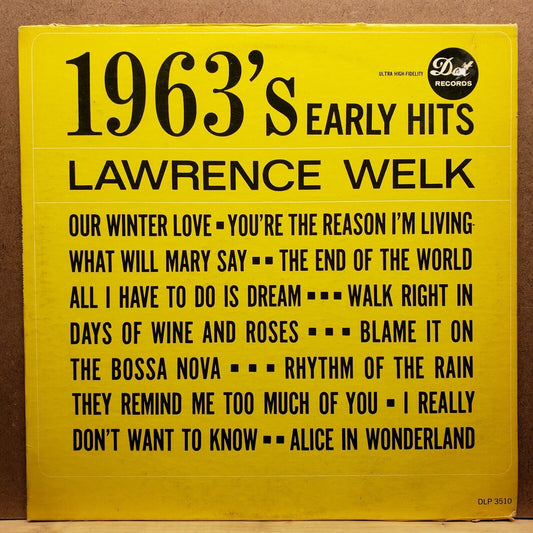 ULTRA HIGH-FIDELITY
Dot
RECORDS
1963's EARLY HITS
LAWRENCE WELK
OUR WINTER LOVE ▪ YOU'RE THE REASON I'M LIVING
WHAT WILL MARY SAY ▪ ▪ THE END OF THE WORLD
ALL I HAVE TO DO IS DREAM ▪ ▪ ▪ WALK RIGHT IN
DAYS OF WINE AND ROSES ▪ ▪ ▪ BLAME IT ON
THE BOSSA NOVA ▪ ▪ ▪ RHYTHM OF THE RAIN
THEY REMIND ME TOO MUCH OF YOU ▪ I REALLY
DON'T WANT TO KNOW ▪ ▪ ALICE IN WONDERLAND
DLP 3510